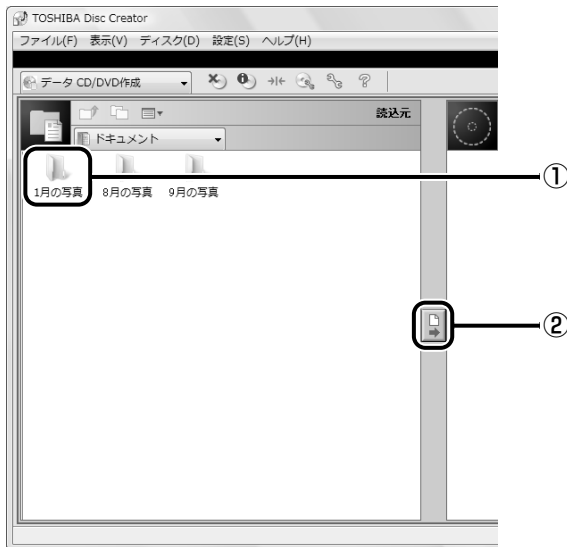 TOSHIBA Disc Creator
ファイル(F) 表示(V) ディスク(D) 設定(S) ヘルプ(H)
データ CD/DVD作成
読込元
ドキュメント
①
1月の写真 8月の写真 9月の写真
②